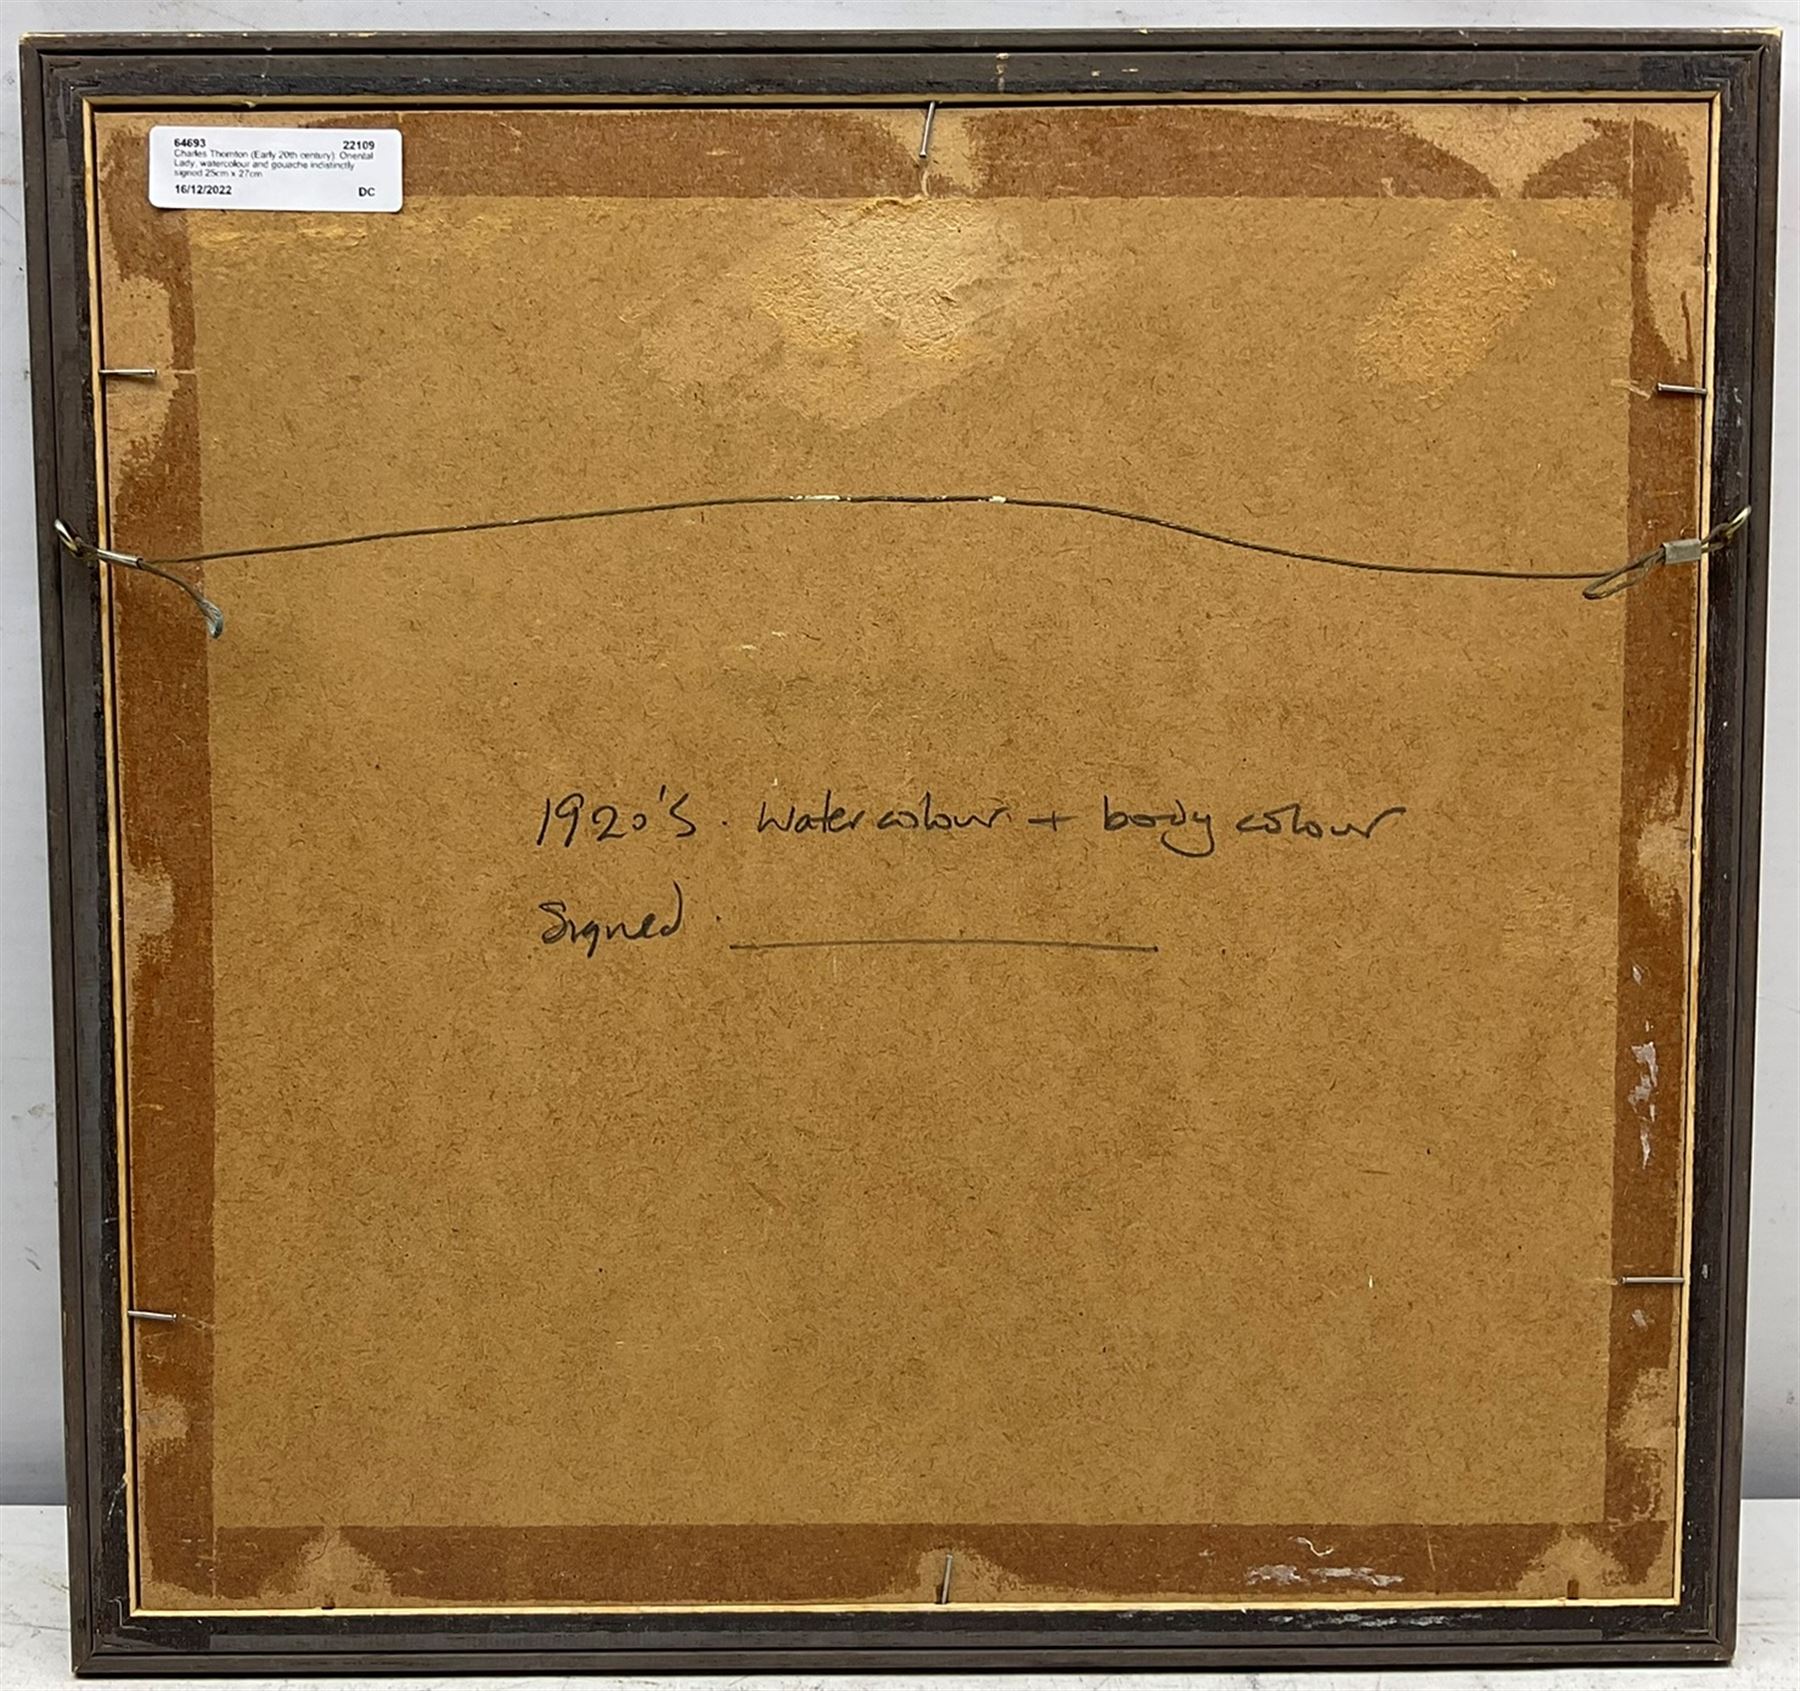 64693 22109
Charles Thornton (Early 20th century): Oriental
Lady, watercolour and gouache indistinctly
signed 25cm x 27cm
16/12/2022 DC
1920's. Watercolour + body colour
Signed.